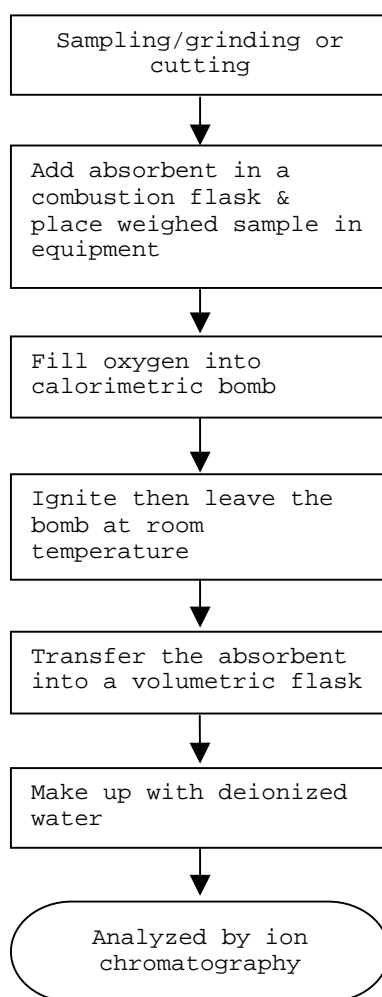 Sampling/grinding or
cutting
Add absorbent in a
combustion flask &
place weighed sample in
equipment
Fill oxygen into
calorimetric bomb
Ignite then leave the
bomb at room
temperature
Transfer the absorbent
into a volumetric flask
Make up with deionized
water
Analyzed by ion
chromatography